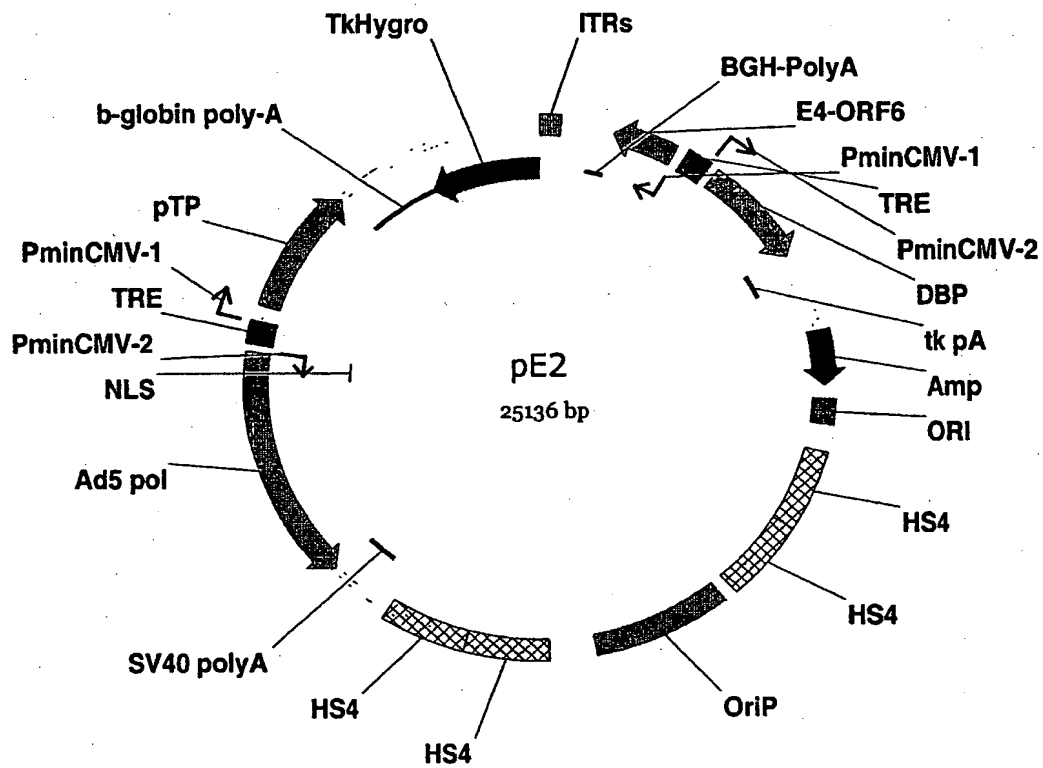 TkHygro
ITRs
BGH-PolyA
b-globin poly-A
E4-ORF6
PminCMV-1
pTP
TRE
PminCMV-1
PminCMV-2
TRE
DBP
PminCMV-2
tk pA
NLS
pE2
Amp
25136 bp
ORI
Ad5 pol
HS4
HS4
SV40 polyA
OriP
HS4
HS4